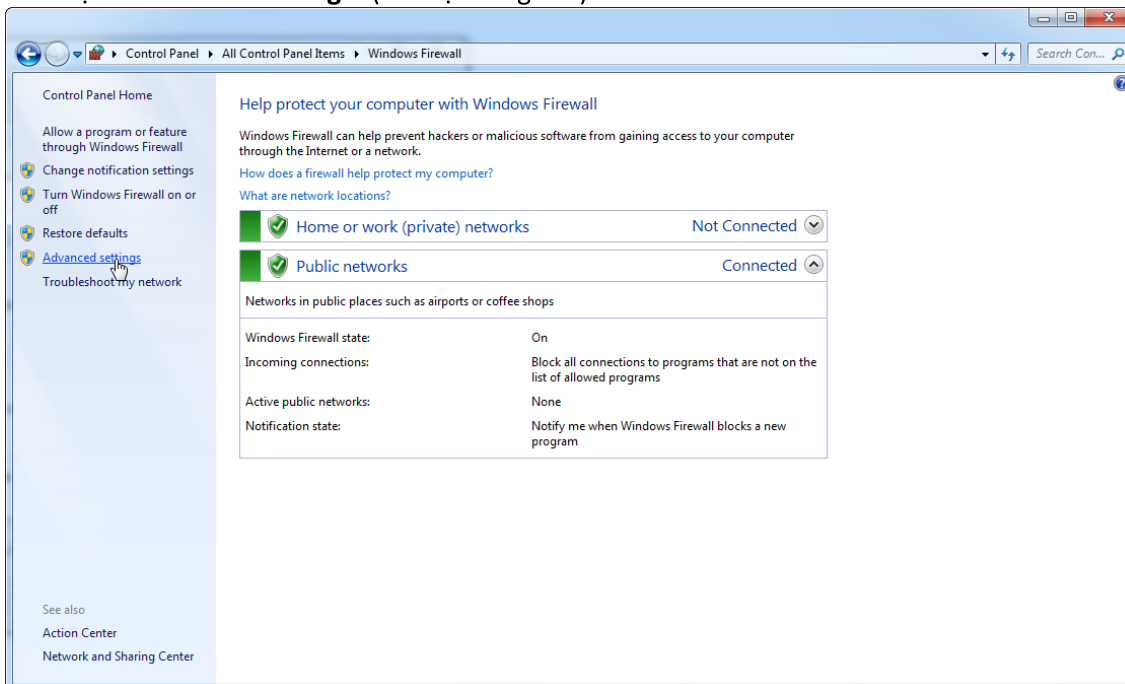 Control Panel ▸ All Control Panel Items ▸ Windows Firewall
Search Con...
Control Panel Home
Allow a program or feature
through Windows Firewall
Change notification settings
Turn Windows Firewall on or
off
Restore defaults
Advanced settings
Troubleshoot my network
See also
Action Center
Network and Sharing Center
Help protect your computer with Windows Firewall
Windows Firewall can help prevent hackers or malicious software from gaining access to your computer
through the Internet or a network.
How does a firewall help protect my computer?
What are network locations?
Home or work (private) networks Not Connected
Public networks Connected
Networks in public places such as airports or coffee shops
Windows Firewall state: On
Incoming connections: Block all connections to programs that are not on the
list of allowed programs
Active public networks: None
Notification state: Notify me when Windows Firewall blocks a new
program